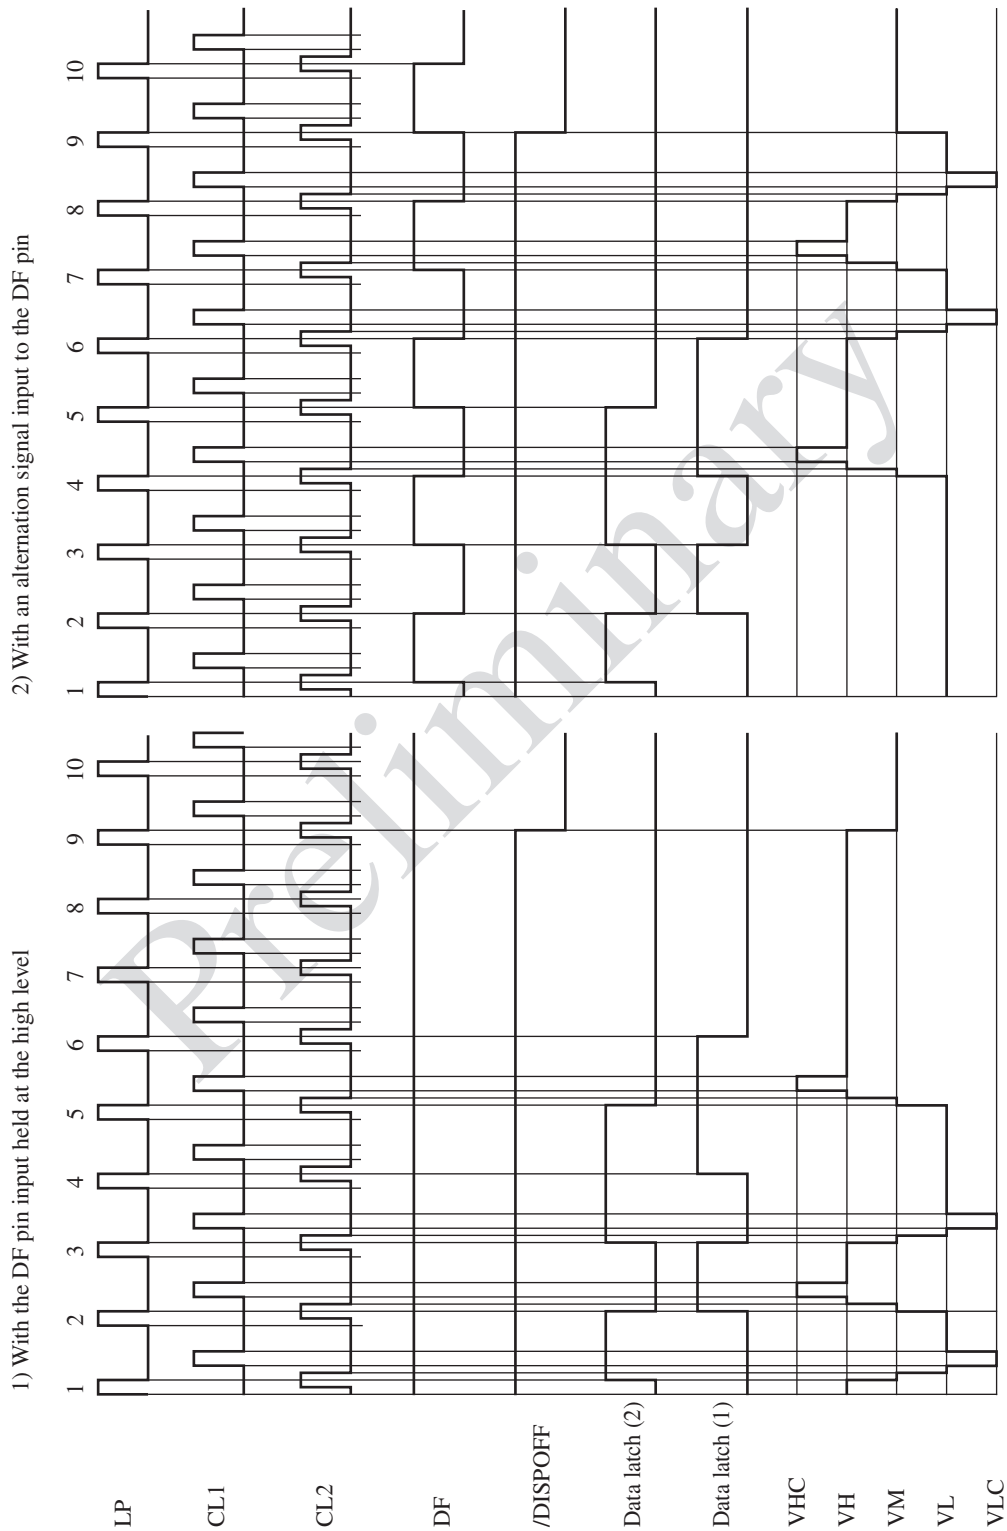 1) With the DF pin input held at the high level
2) With an alternation signal input to the DF pin
1 2 3 4 5 6 7 8 9 10
1 2 3 4 5 6 7 8 9 10
LP
CL1
CL2
DF
/DISPOFF
Data latch (2)
Data latch (1)
VHC
VH
VM
VL
VLC
Preliminary